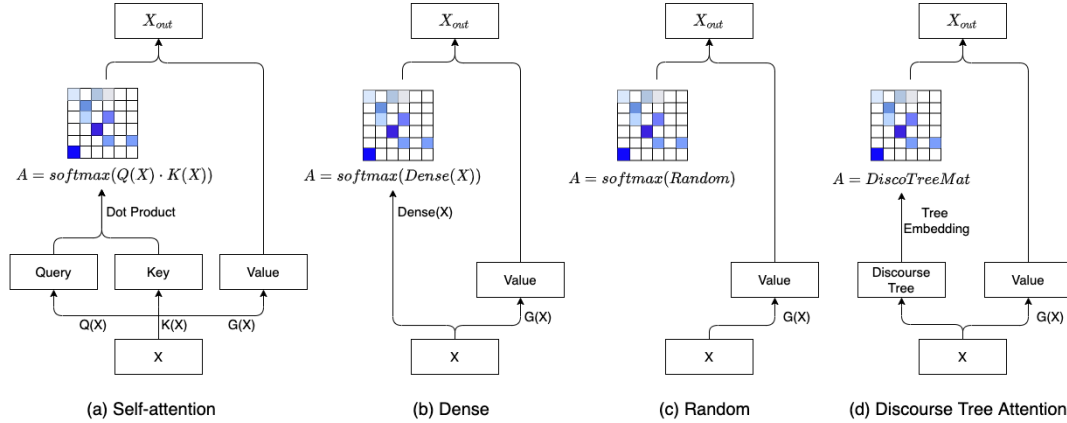 X_out
A = softmax(Q(X) · K(X))
Dot Product
Query
Key
Value
Q(X)
K(X)
G(X)
X
(a) Self-attention
X_out
A = softmax(Dense(X))
Dense(X)
Value
G(X)
X
(b) Dense
X_out
A = softmax(Random)
Value
G(X)
X
(c) Random
X_out
A = DiscoTreeMat
Tree
Embedding
Discourse
Tree
Value
G(X)
X
(d) Discourse Tree Attention